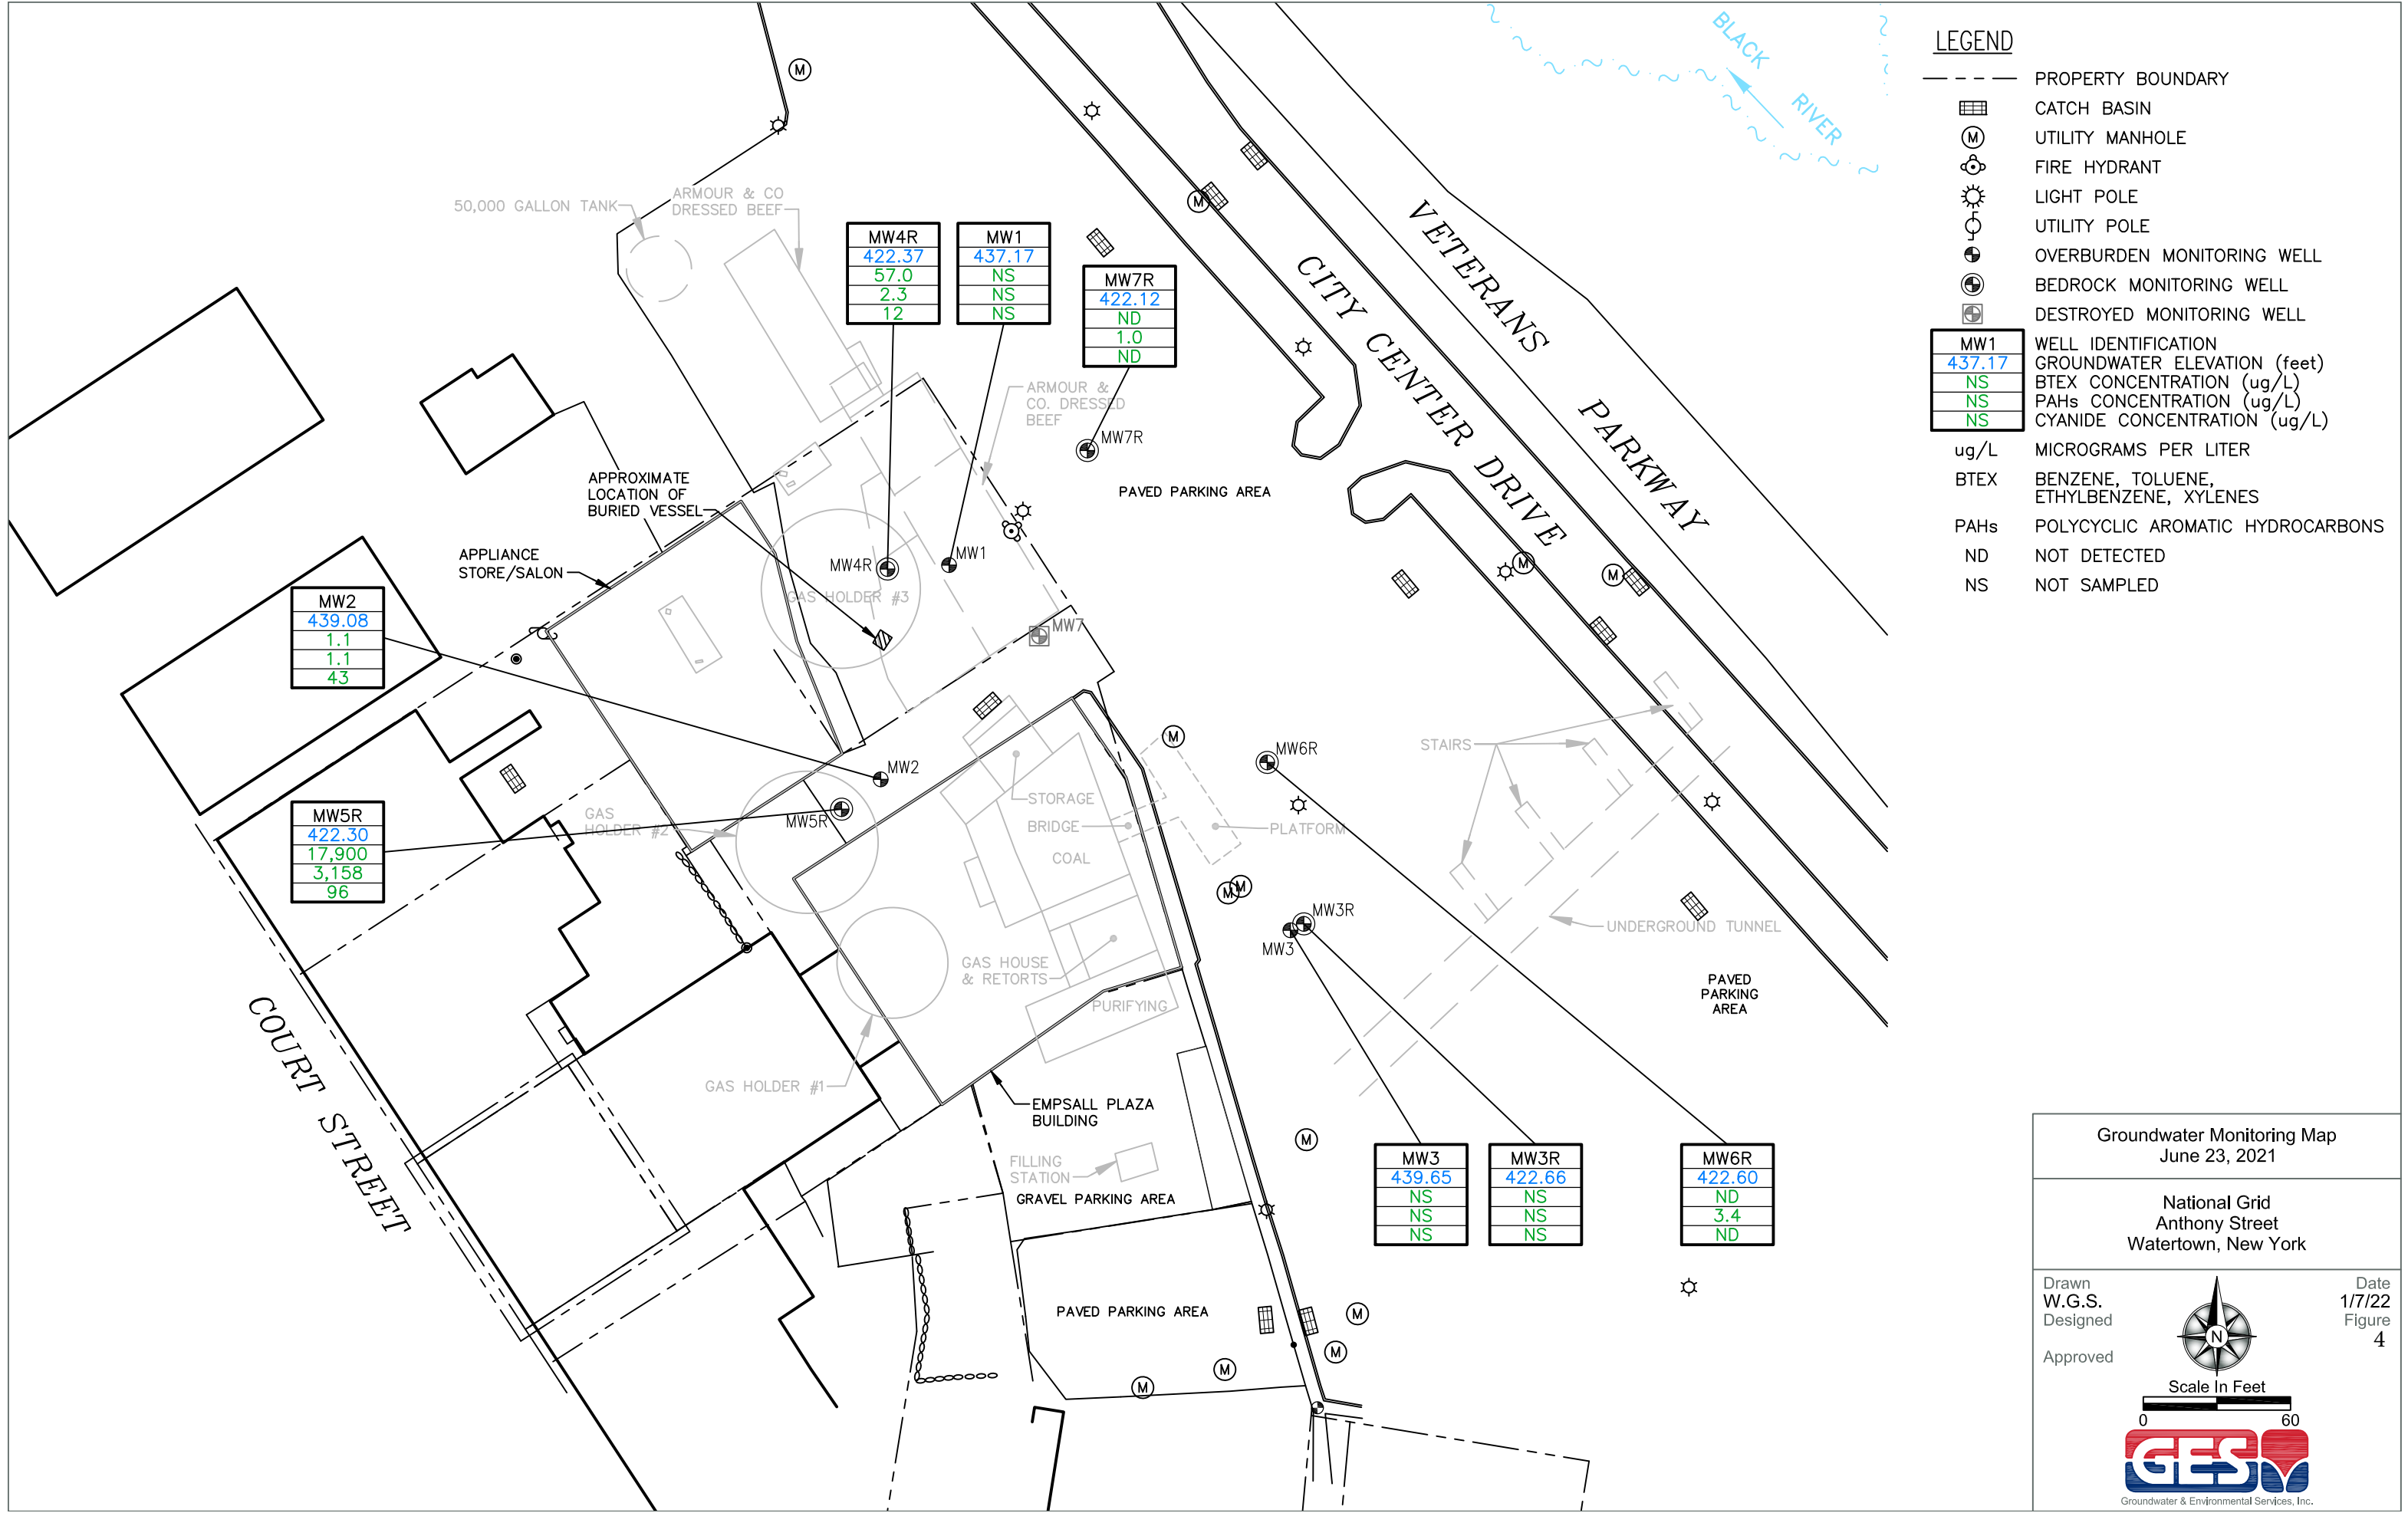 BLACK
RIVER
LEGEND
PROPERTY BOUNDARY
CATCH BASIN
M UTILITY MANHOLE
FIRE HYDRANT
LIGHT POLE
UTILITY POLE
OVERBURDEN MONITORING WELL
BEDROCK MONITORING WELL
DESTROYED MONITORING WELL
MW1 WELL IDENTIFICATION
437.17 GROUNDWATER ELEVATION (feet)
NS BTEX CONCENTRATION (ug/L)
NS PAHs CONCENTRATION (ug/L)
NS CYANIDE CONCENTRATION (ug/L)
ug/L MICROGRAMS PER LITER
BTEX BENZENE, TOLUENE,
ETHYLBENZENE, XYLENES
PAHs POLYCYCLIC AROMATIC HYDROCARBONS
ND NOT DETECTED
NS NOT SAMPLED
M
50,000 GALLON TANK
ARMOUR & CO
DRESSED BEEF
MW4R
422.37
57.0
2.3
12
MW1
437.17
NS
NS
NS
MW7R
422.12
ND
1.0
ND
M
VETERANS PARKWAY
CITY CENTER DRIVE
ARMOUR &
CO. DRESSED
BEEF
MW7R
PAVED PARKING AREA
APPROXIMATE
LOCATION OF
BURIED VESSEL
APPLIANCE
STORE/SALON
MW4R
MW1
GAS HOLDER #3
MW7
M
M
MW2
439.08
1.1
1.1
43
MW5R
422.30
17,900
3,158
96
MW2
MW5R
GAS
HOLDER #2
M
MW6R
STAIRS
STORAGE
BRIDGE
PLATFORM
COAL
M
M
MW3R
MW3
UNDERGROUND TUNNEL
GAS HOUSE
& RETORTS
PURIFYING
PAVED
PARKING
AREA
COURT STREET
GAS HOLDER #1
EMPSALL PLAZA
BUILDING
FILLING
STATION
GRAVEL PARKING AREA
M
MW3
439.65
NS
NS
NS
MW3R
422.66
NS
NS
NS
MW6R
422.60
ND
3.4
ND
PAVED PARKING AREA
M
M
M
M
Groundwater Monitoring Map
June 23, 2021
National Grid
Anthony Street
Watertown, New York
Drawn
W.G.S.
Designed
Approved
N
Date
1/7/22
Figure
4
Scale In Feet
0 60
GES
Groundwater & Environmental Services, Inc.